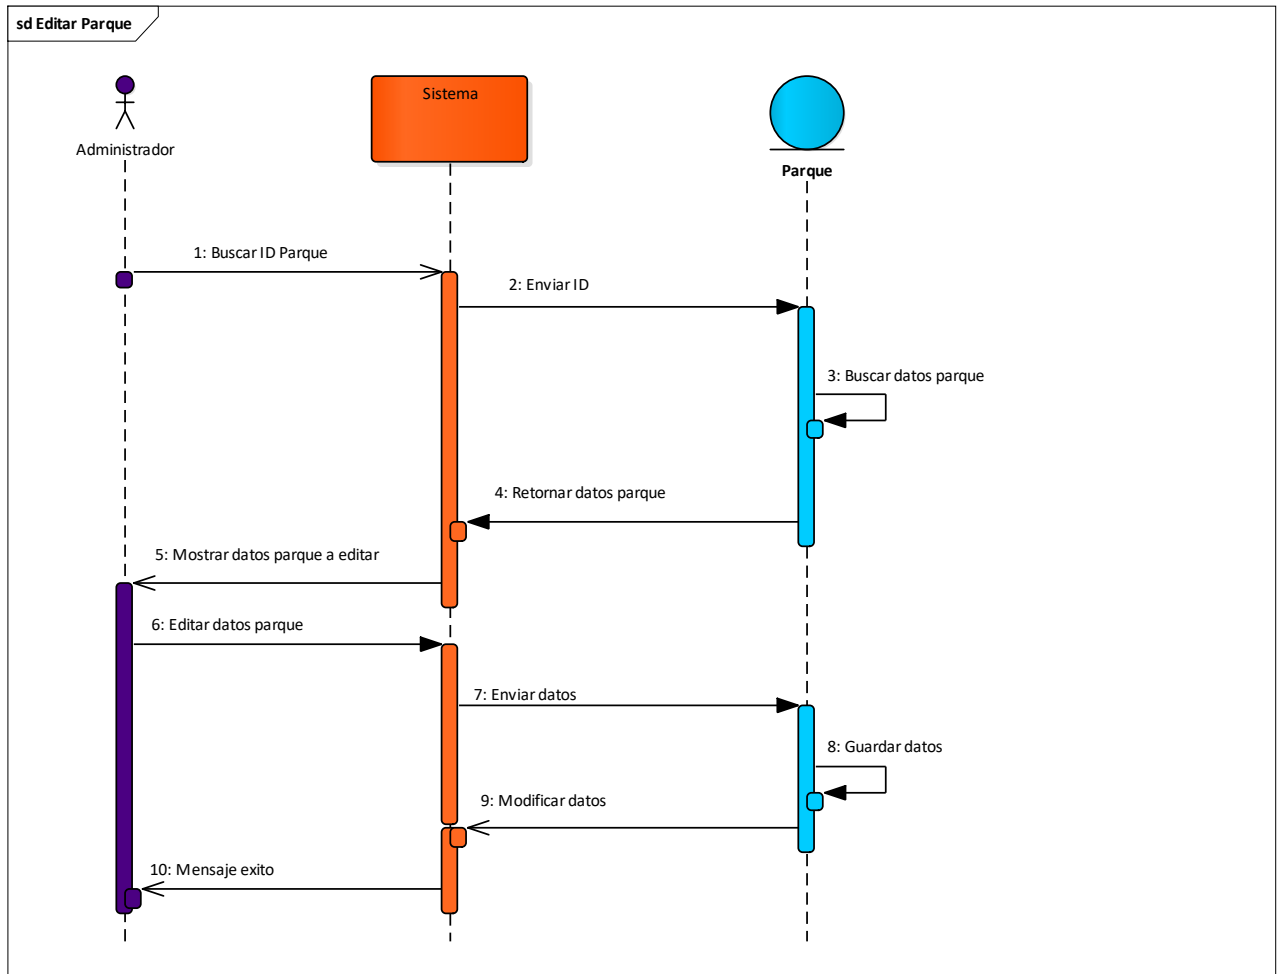 sd Editar Parque
Sistema
Administrador
Parque
1: Buscar ID Parque
2: Enviar ID
3: Buscar datos parque
4: Retornar datos parque
5: Mostrar datos parque a editar
6: Editar datos parque
7: Enviar datos
8: Guardar datos
9: Modificar datos
10: Mensaje exito